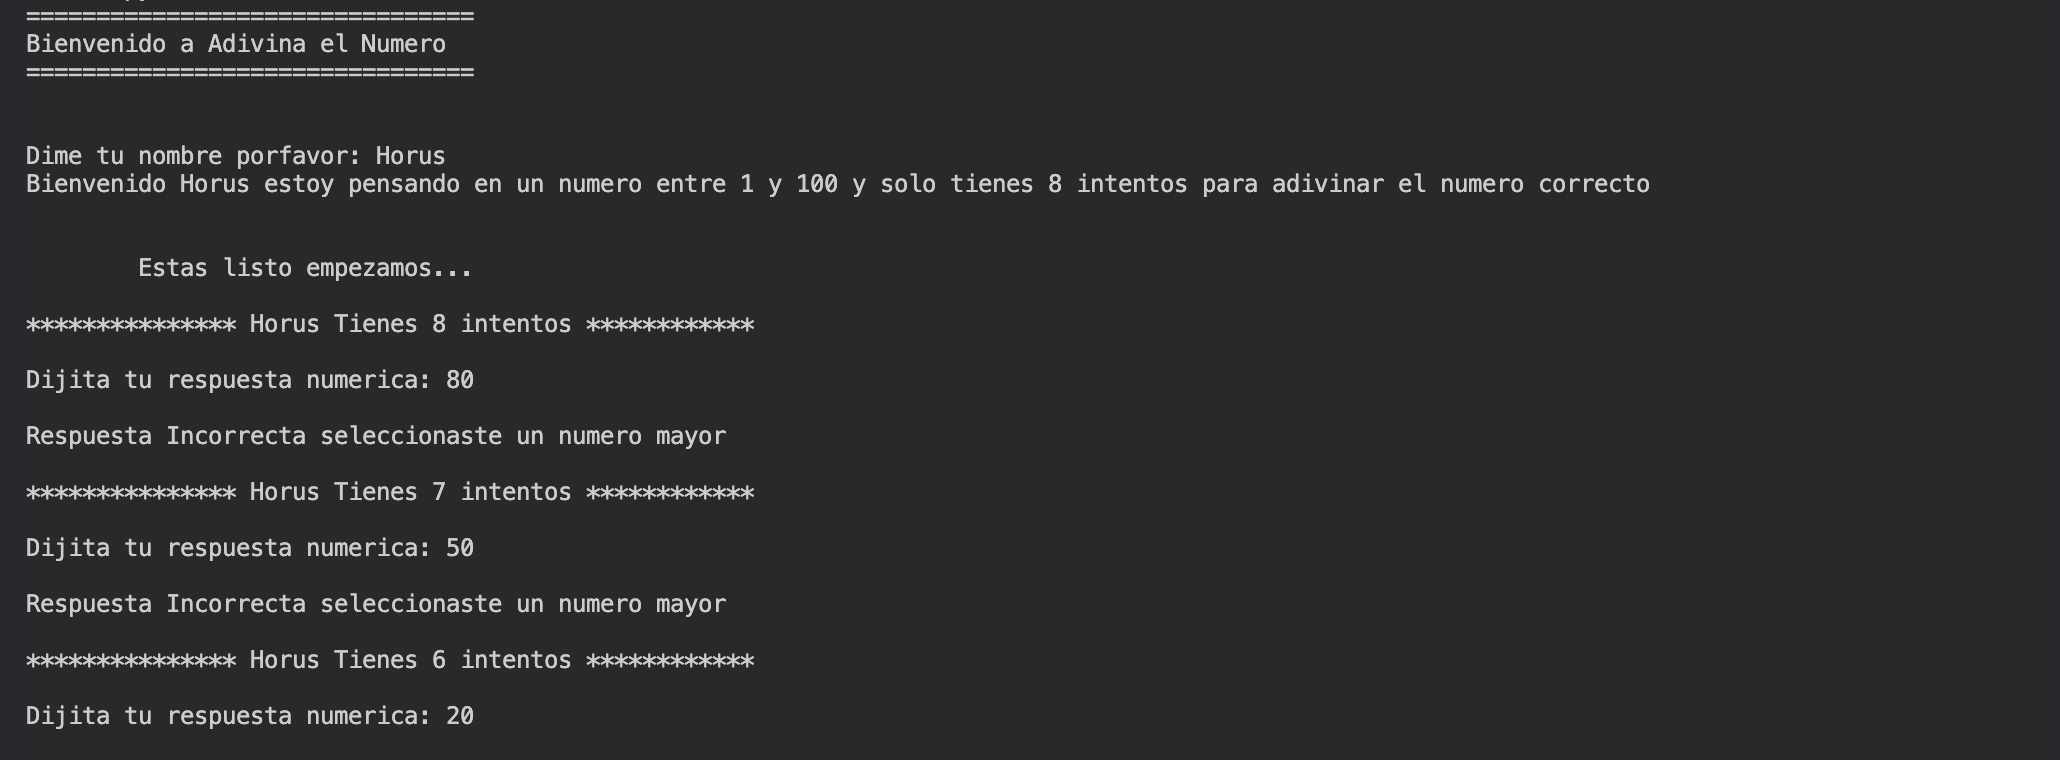 ================================
Bienvenido a Adivina el Numero
================================
Dime tu nombre porfavor: Horus
Bienvenido Horus estoy pensando en un numero entre 1 y 100 y solo tienes 8 intentos para adivinar el numero correcto
Estas listo empezamos...
*************** Horus Tienes 8 intentos ************
Dijita tu respuesta numerica: 80
Respuesta Incorrecta seleccionaste un numero mayor
*************** Horus Tienes 7 intentos ************
Dijita tu respuesta numerica: 50
Respuesta Incorrecta seleccionaste un numero mayor
*************** Horus Tienes 6 intentos ************
Dijita tu respuesta numerica: 20